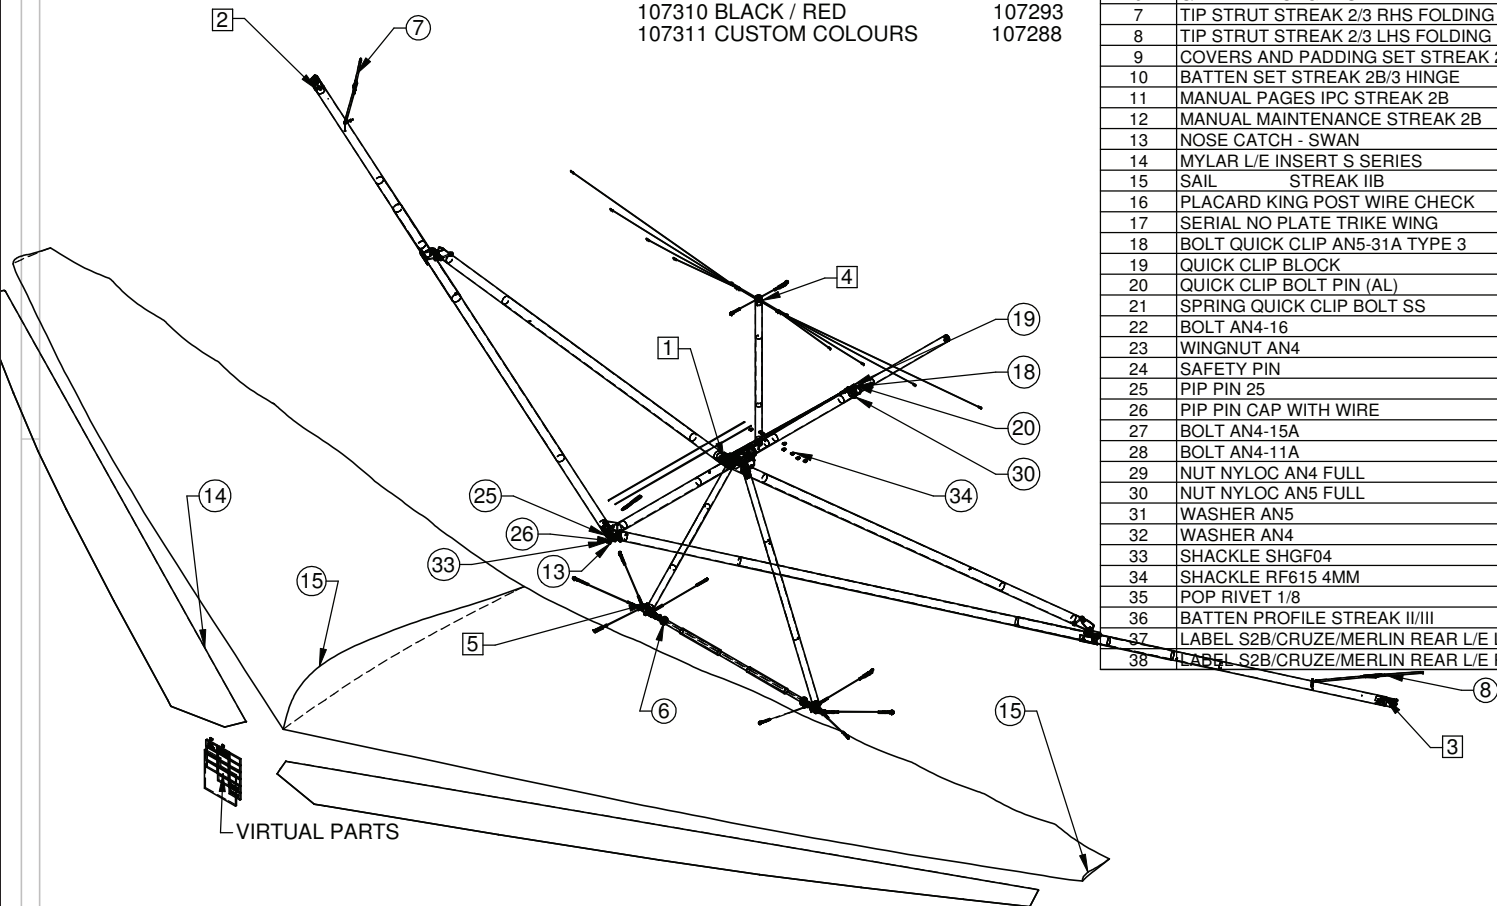 107310 BLACK / RED 107293
107311 CUSTOM COLOURS 107288
7 TIP STRUT STREAK 2/3 RHS FOLDING
8 TIP STRUT STREAK 2/3 LHS FOLDING
9 COVERS AND PADDING SET STREAK
10 BATTEN SET STREAK 2B/3 HINGE
11 MANUAL PAGES IPC STREAK 2B
12 MANUAL MAINTENANCE STREAK 2B
13 NOSE CATCH - SWAN
14 MYLAR L/E INSERT S SERIES
15 SAIL STREAK IIB
16 PLACARD KING POST WIRE CHECK
17 SERIAL NO PLATE TRIKE WING
18 BOLT QUICK CLIP AN5-31A TYPE 3
19 QUICK CLIP BLOCK
20 QUICK CLIP BOLT PIN (AL)
21 SPRING QUICK CLIP BOLT SS
22 BOLT AN4-16
23 WINGNUT AN4
24 SAFETY PIN
25 PIP PIN 25
26 PIP PIN CAP WITH WIRE
27 BOLT AN4-15A
28 BOLT AN4-11A
29 NUT NYLOC AN4 FULL
30 NUT NYLOC AN5 FULL
31 WASHER AN5
32 WASHER AN4
33 SHACKLE SHGF04
34 SHACKLE RF615 4MM
35 POP RIVET 1/8
36 BATTEN PROFILE STREAK II/III
37 LABEL S2B/CRUZE/MERLIN REAR L/E
38 LABEL S2B/CRUZE/MERLIN REAR L/E
2
7
4
19
1
18
20
30
34
14
25
26
33
13
15
5
6
15
8
3
VIRTUAL PARTS